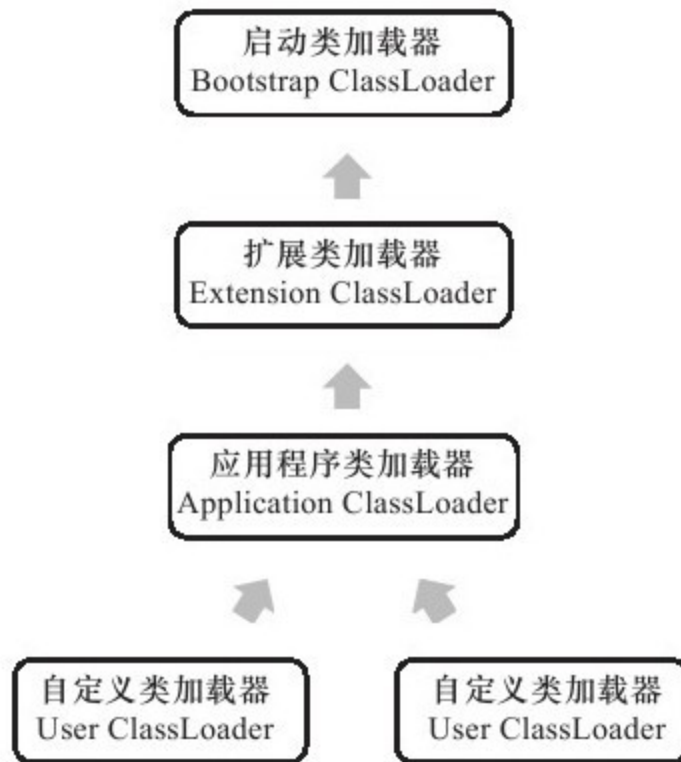 启动类加载器
Bootstrap ClassLoader
扩展类加载器
Extension ClassLoader
应用程序类加载器
Application ClassLoader
自定义类加载器
User ClassLoader
自定义类加载器
User ClassLoader